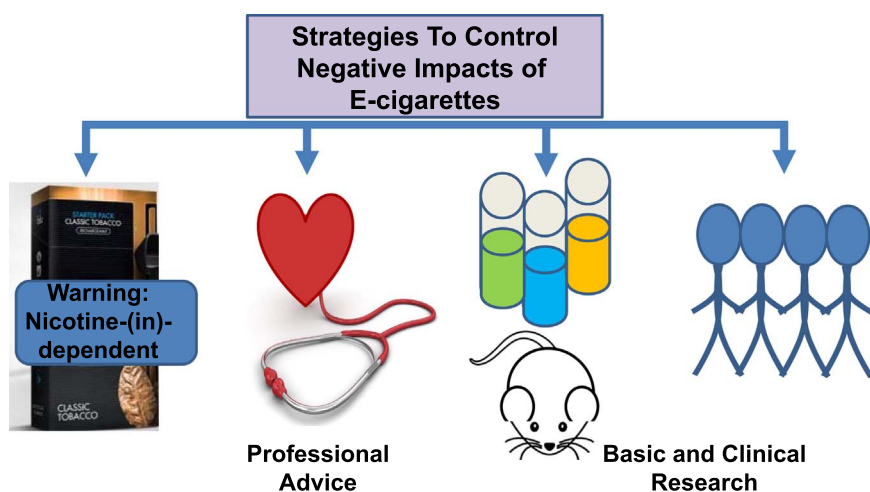 Strategies To Control
Negative Impacts of
E-cigarettes
STARTER PACK
CLASSIC TOBACCO
RECHARGEABLE
Warning:
Nicotine-(in)-
dependent
CLASSIC
TOBACCO
Professional
Advice
Basic and Clinical
Research